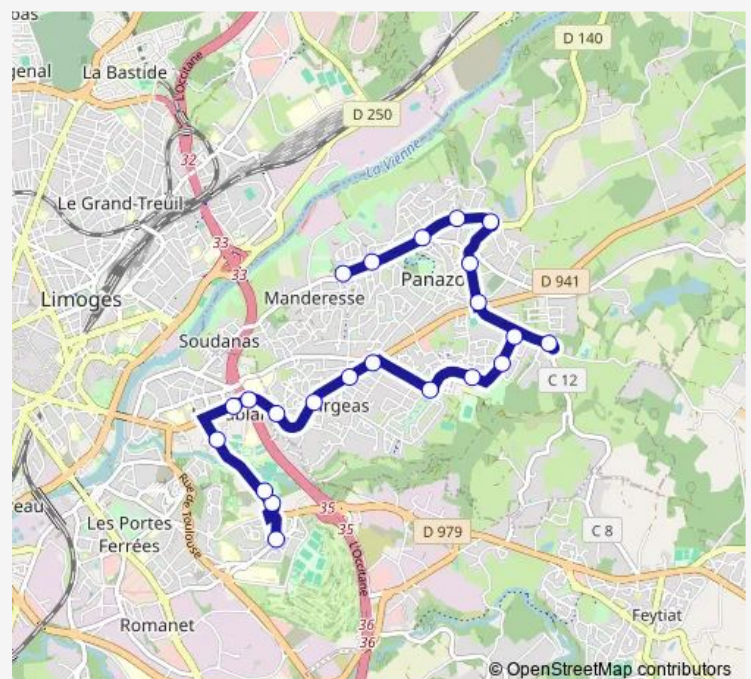 bas
genal
La Bastide
D 140
L'Occitane
D 250
32
La Vienne
Le Grand-Treuil
33
33
Panazo
D 941
Limoges
Manderesse
Soudanas
C 12
ublan
rgeas
Rue de Toulouse
eau
35
35
D 979
C 8
Les Portes
Ferrées
L'Occitane
Feytiat
Romanet
36
36
© OpenStreetMap contributors